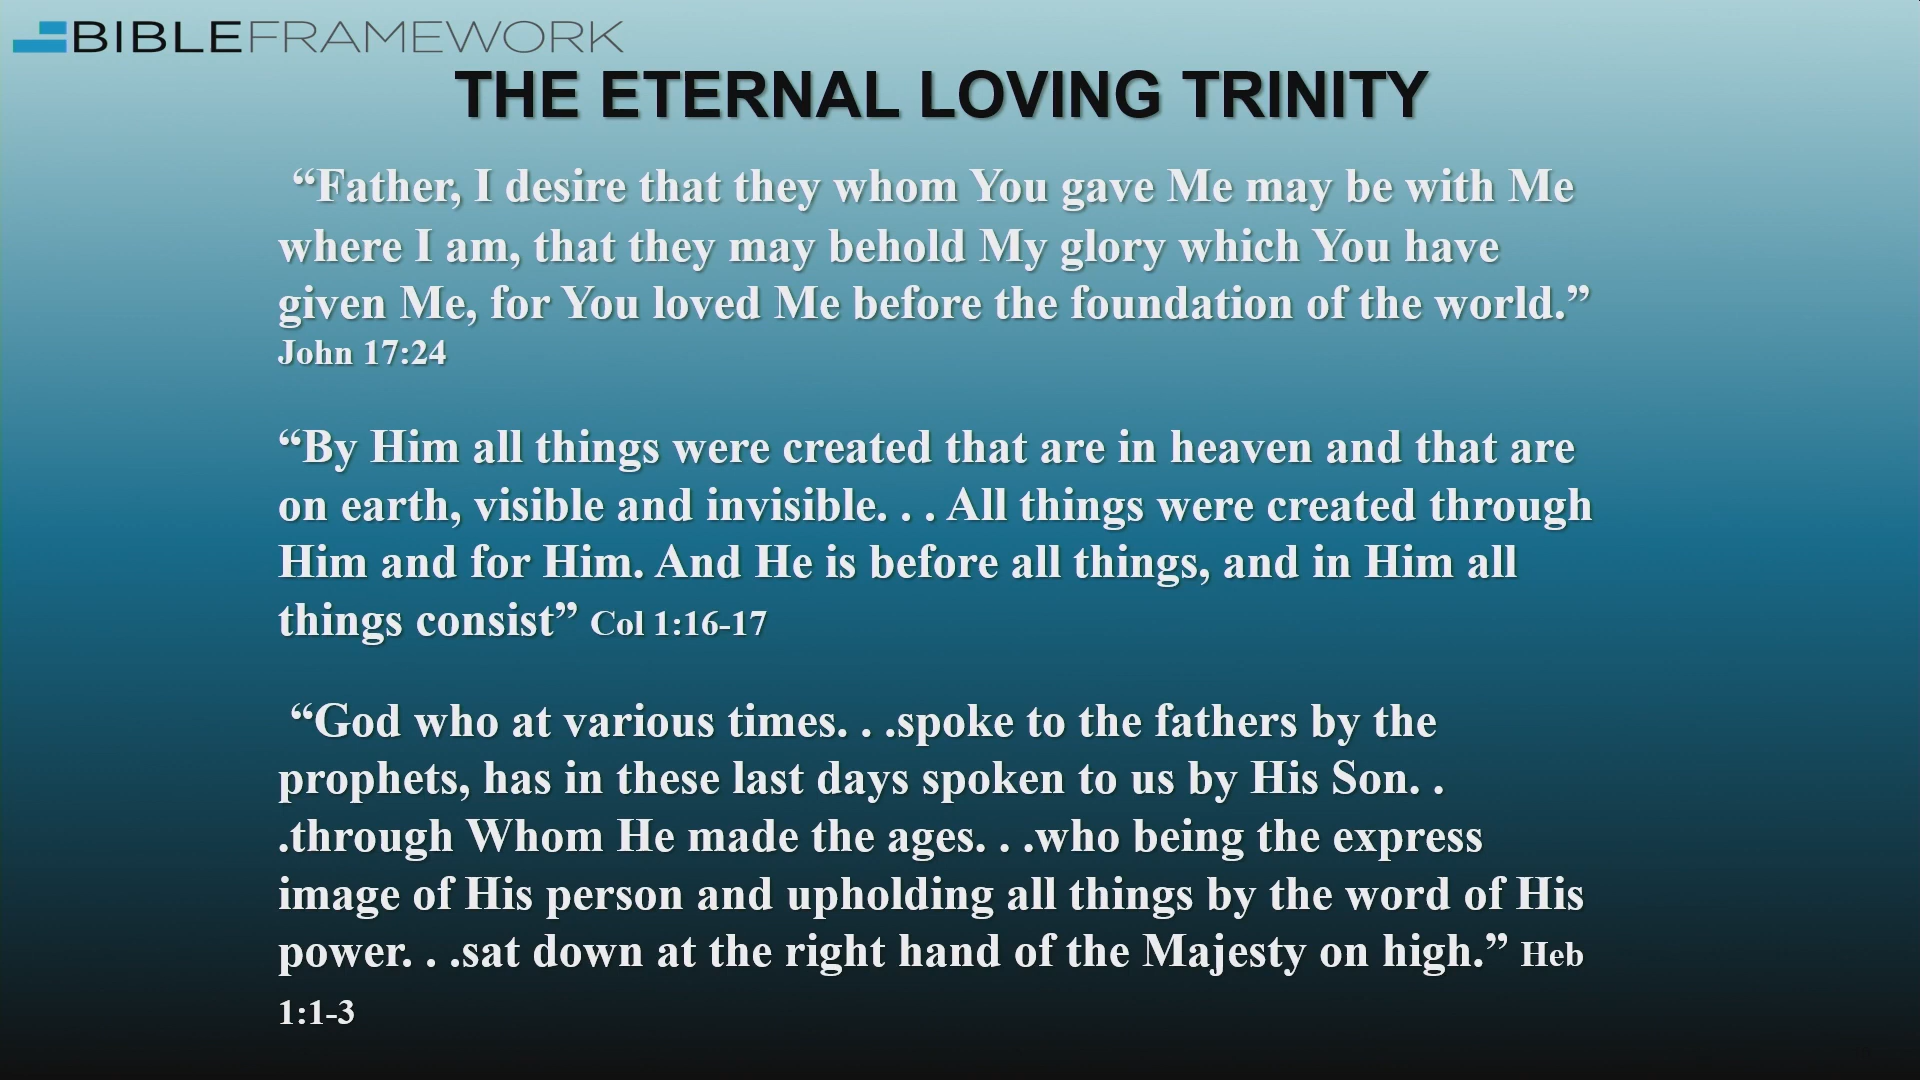 BIBLEFRAMEWORK
THE ETERNAL LOVING TRINITY
“Father, I desire that they whom You gave Me may be with Me
where I am, that they may behold My glory which You have
given Me, for You loved Me before the foundation of the world.”
John 17:24
“By Him all things were created that are in heaven and that are
on earth, visible and invisible. . . All things were created through
Him and for Him. And He is before all things, and in Him all
things consist” Col 1:16-17
“God who at various times. . .spoke to the fathers by the
prophets, has in these last days spoken to us by His Son. .
.through Whom He made the ages. . .who being the express
image of His person and upholding all things by the word of His
power. . .sat down at the right hand of the Majesty on high.” Heb
1:1-3